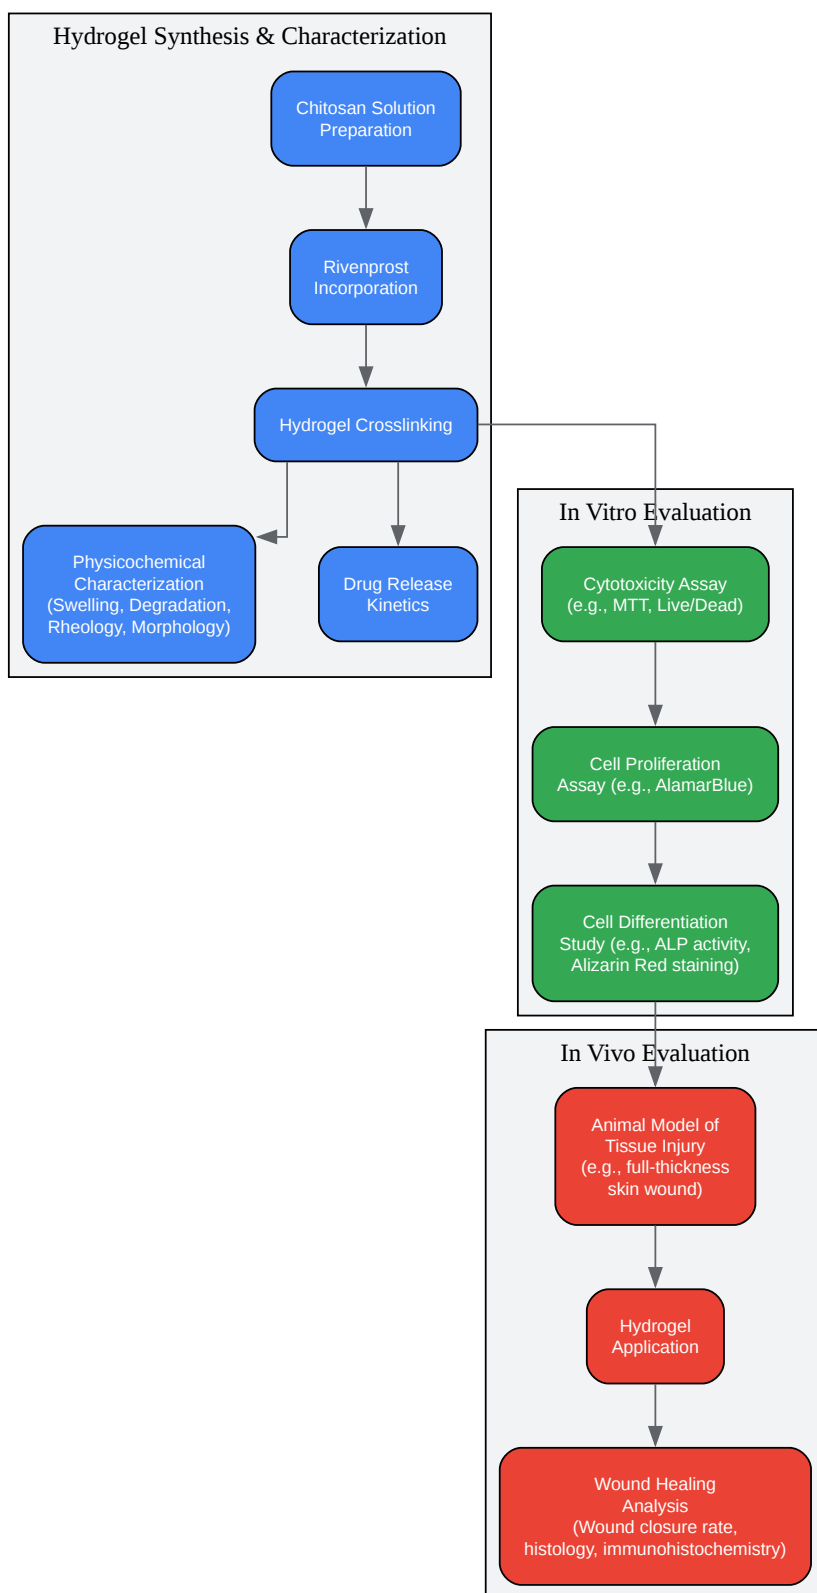 Hydrogel Synthesis & Characterization
Chitosan Solution
Preparation
Rivenprost
Incorporation
Hydrogel Crosslinking
Physicochemical
Characterization
(Swelling, Degradation,
Rheology, Morphology)
Drug Release
Kinetics
In Vitro Evaluation
Cytotoxicity Assay
(e.g., MTT, Live/Dead)
Cell Proliferation
Assay (e.g., AlamarBlue)
Cell Differentiation
Study (e.g., ALP activity,
Alizarin Red staining)
In Vivo Evaluation
Animal Model of
Tissue Injury
(e.g., full-thickness
skin wound)
Hydrogel
Application
Wound Healing
Analysis
(Wound closure rate,
histology, immunohistochemistry)